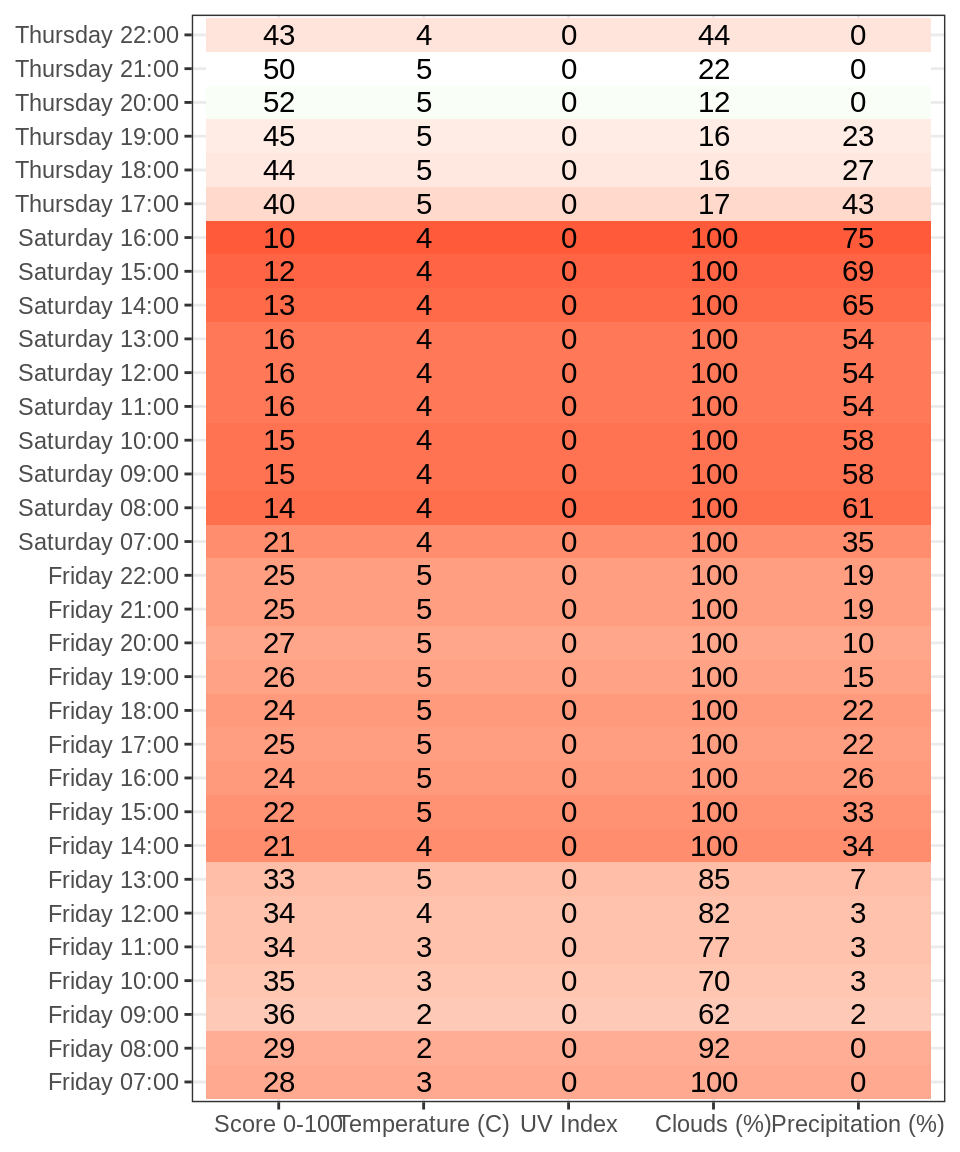 Thursday 22:00 43 4 0 44 0
Thursday 21:00 50 5 0 22 0
Thursday 20:00 52 5 0 12 0
Thursday 19:00 45 5 0 16 23
Thursday 18:00 44 5 0 16 27
Thursday 17:00 40 5 0 17 43
Saturday 16:00 10 4 0 100 75
Saturday 15:00 12 4 0 100 69
Saturday 14:00 13 4 0 100 65
Saturday 13:00 16 4 0 100 54
Saturday 12:00 16 4 0 100 54
Saturday 11:00 16 4 0 100 54
Saturday 10:00 15 4 0 100 58
Saturday 09:00 15 4 0 100 58
Saturday 08:00 14 4 0 100 61
Saturday 07:00 21 4 0 100 35
Friday 22:00 25 5 0 100 19
Friday 21:00 25 5 0 100 19
Friday 20:00 27 5 0 100 10
Friday 19:00 26 5 0 100 15
Friday 18:00 24 5 0 100 22
Friday 17:00 25 5 0 100 22
Friday 16:00 24 5 0 100 26
Friday 15:00 22 5 0 100 33
Friday 14:00 21 4 0 100 34
Friday 13:00 33 5 0 85 7
Friday 12:00 34 4 0 82 3
Friday 11:00 34 3 0 77 3
Friday 10:00 35 3 0 70 3
Friday 09:00 36 2 0 62 2
Friday 08:00 29 2 0 92 0
Friday 07:00 28 3 0 100 0
Score 0-100 Temperature (C) UV Index Clouds (%) Precipitation (%)